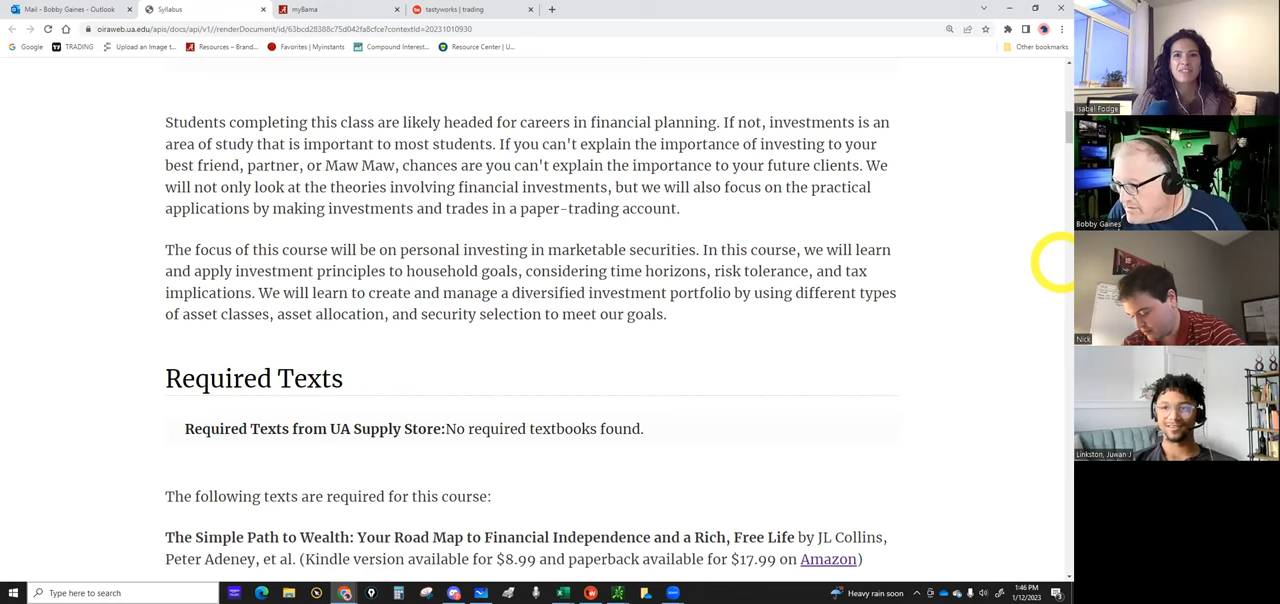 Mail - Bobby Gaines - Outlook
Syllabus
myBama
tastyworks | trading
oiraweb.ua.edu/apis/docs/api/v1//renderDocument/id/63bcd28388c75d042fa8cfce?contextId=20231010930
Google
TRADING
Upload an Image t...
Resources – Brand...
Favorites | Myinstants
Compound Interest...
Resource Center | U...
Other bookmarks
Students completing this class
ly headed for careers in financial planning. If not, investments is an
area of study that is important to most students. If you can't explain the importance of investing to your
best friend, partner, or Maw Maw, chances are you can't explain the importance to your future clients. We
will not only look at the theories involving financial investments, but we will also focus on the practical
applications by making investments and trades in a paper-trading account.
The focus of this course will be on personal investing in marketable securities. In this course, we will learn
and apply investment principles to household goals, considering time horizons, risk tolerance, and tax
implications. We will learn to create and manage a diversified investment portfolio by using different types
of asset classes, asset allocation, and security selection to meet our goals.
Required Texts
Required Texts from UA Supply Store:No required textbooks found.
The following texts are required for this course:
The Simple Path to Wealth: Your Road Map to Financial Independence and a Rich, Free Life by JL Collins,
Peter Adeney, et al. (Kindle version available for $8.99 and paperback available for $17.99 on Amazon)
Isabel Fodge
Bobby Gaines
Nick
Linkston, Juwan J
Type here to search
Heavy rain soon
1:46 PM
1/12/2023